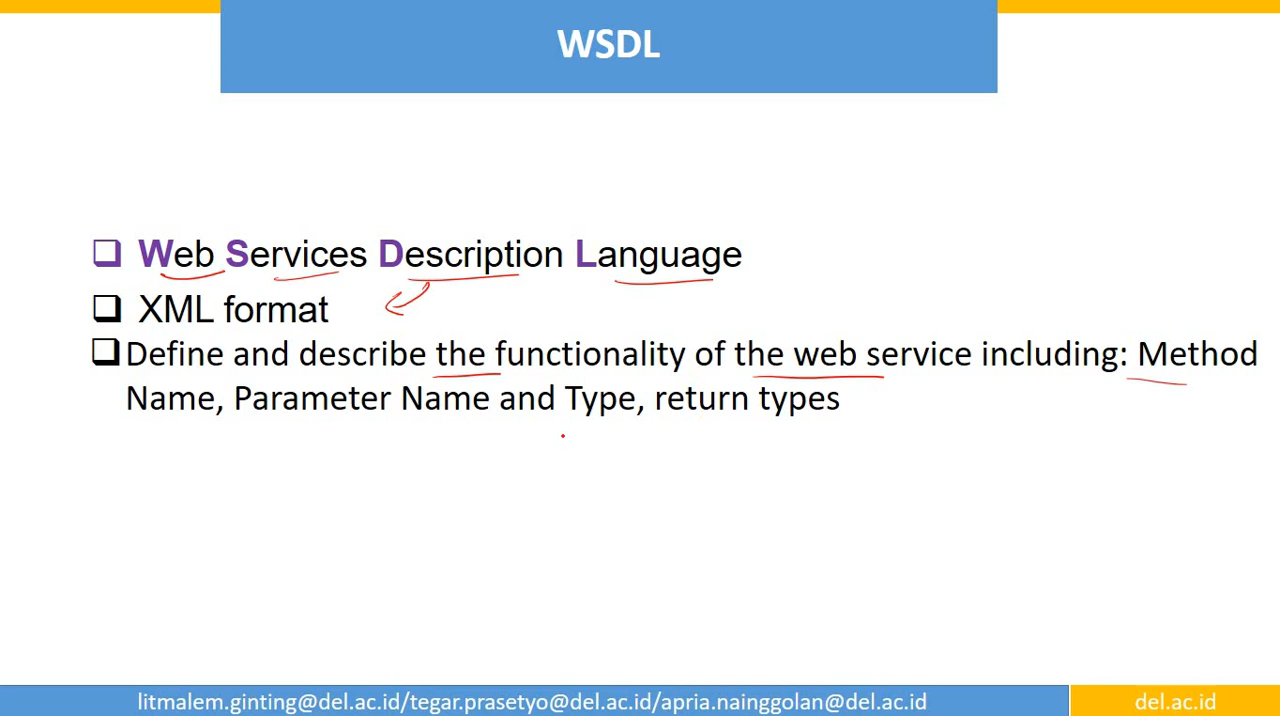 WSDL
❑ Web Services Description Language
❑ XML format
❑ Define and describe the functionality of the web service including: Method
Name, Parameter Name and Type, return types
litmalem.ginting@del.ac.id/tegar.prasetyo@del.ac.id/apria.nainggolan@del.ac.id
del.ac.id